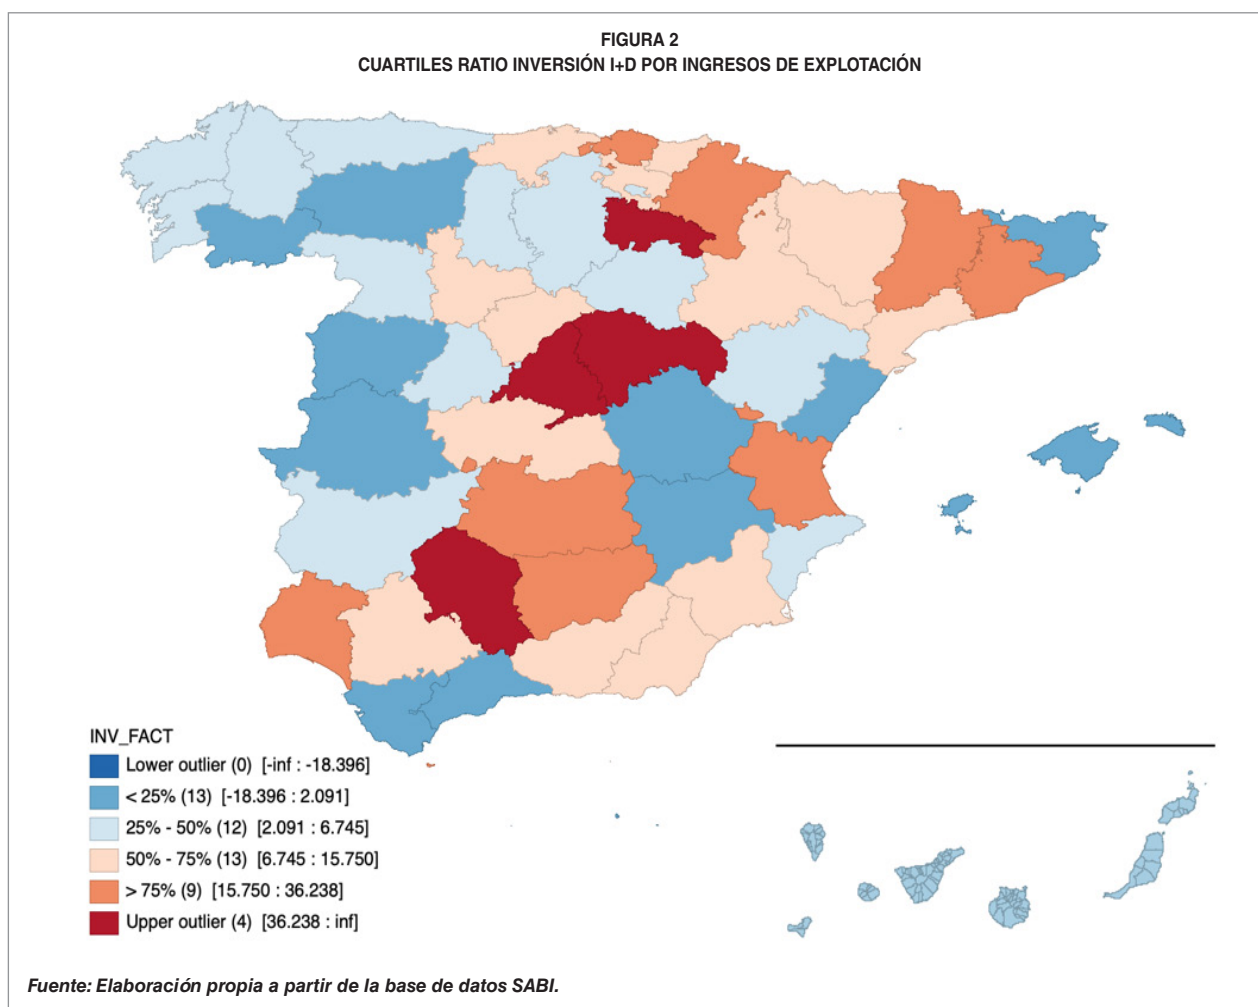 FIGURA 2
CUARTILES RATIO INVERSIÓN I+D POR INGRESOS DE EXPLOTACIÓN
INV_FACT
Lower outlier (0) [-inf : -18.396]
< 25% (13) [-18.396 : 2.091]
25% - 50% (12) [2.091 : 6.745]
50% - 75% (13) [6.745 : 15.750]
> 75% (9) [15.750 : 36.238]
Upper outlier (4) [36.238 : inf]
Fuente: Elaboración propia a partir de la base de datos SABI.